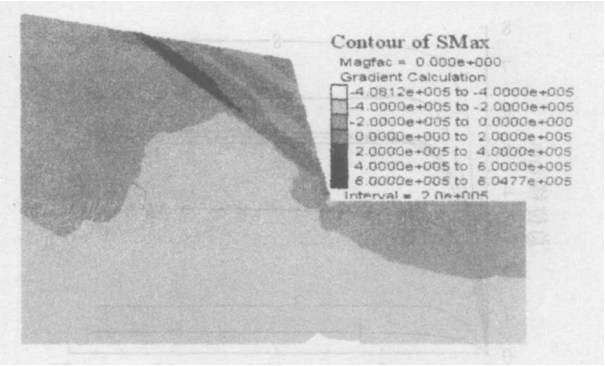 Contour of SMax
Magfac = 0.000e+000
Gradient Calculation
-4.0812e+005 to -4.0000e+005
-4.0000e+005 to -2.0000e+005
-2.0000e+005 to 0.0000e+000
0.0000e+000 to 2.0000e+005
2.0000e+005 to 4.0000e+005
4.0000e+005 to 6.0000e+005
6.0000e+005 to 6.0477e+005
Interval = 2.0e+005